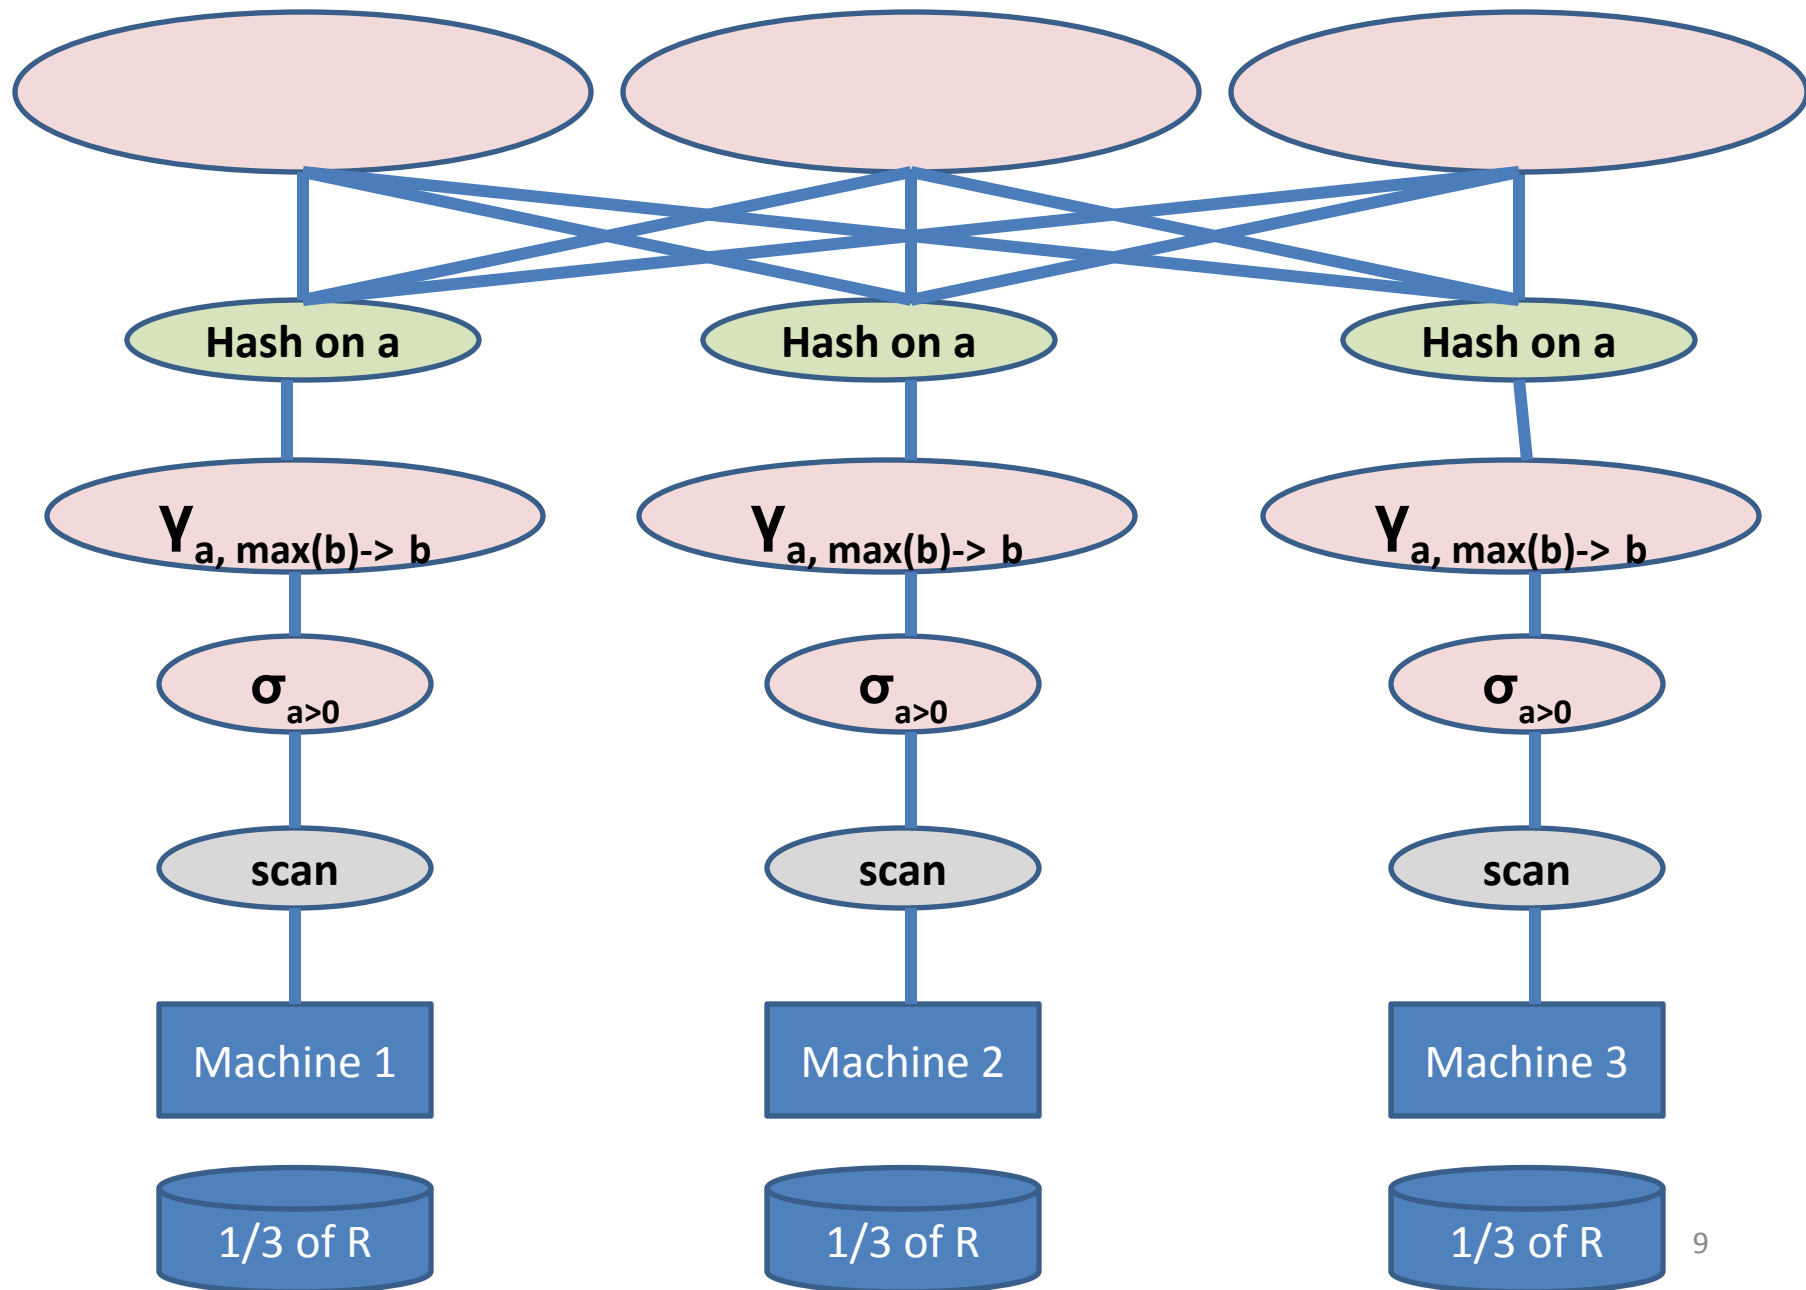 Hash on a Hash on a Hash on a
γa, max(b)-> b γa, max(b)-> b γa, max(b)-> b
σa>0 σa>0 σa>0
scan scan scan
Machine 1 Machine 2 Machine 3
1/3 of R 1/3 of R 1/3 of R 9